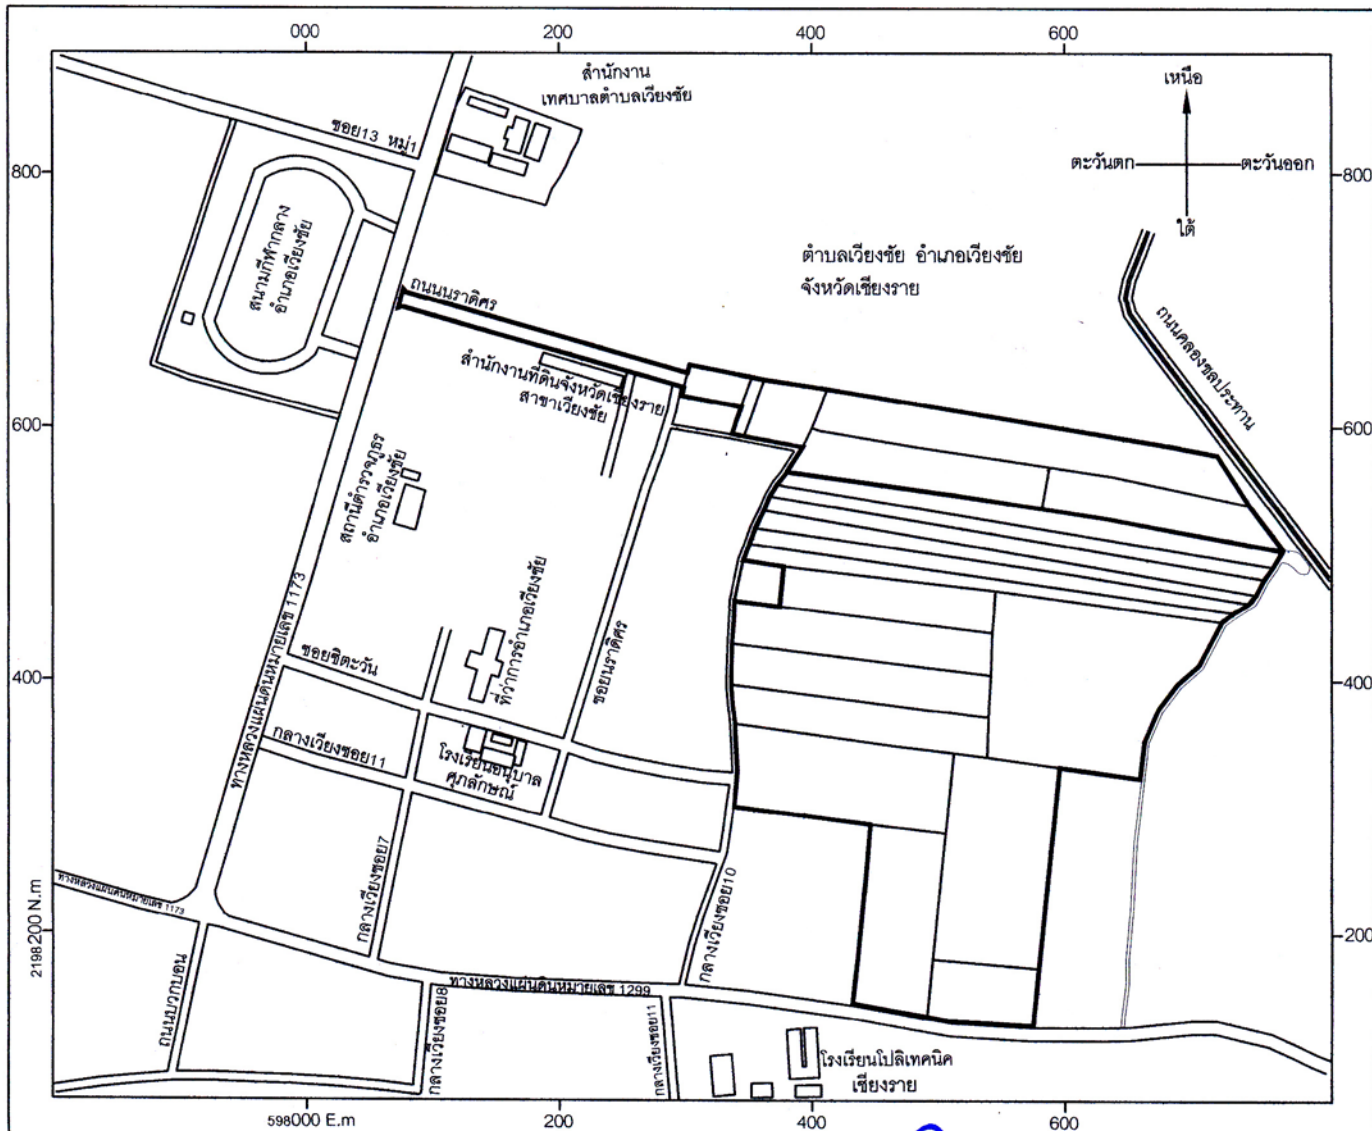 000 200 400 600
สำนักงาน
เทศบาลตำบลเวียงชัย
เหนือ
ตะวันตก
ตะวันออก
ใต้
ซอย13 หมู่1
800
800
สนามกีฬากลาง
อำเภอเวียงชัย
ตำบลเวียงชัย อำเภอเวียงชัย
จังหวัดเชียงราย
ถนนนราดิศร
ถนนคลองชลประทาน
สำนักงานที่ดินจังหวัดเชียงราย
สาขาเวียงชัย
600
600
สถานีตำรวจภูธร
อำเภอเวียงชัย
ทางหลวงแผ่นดินหมายเลข 1173
ที่ว่าการอำเภอเวียงชัย
ซอยนราดิศร
ซอยชิตะวัน
400
400
กลางเวียงซอย11
โรงเรียนอนุบาล
ศุภลักษณ์
กลางเวียงซอย7
กลางเวียงซอย10
ทางหลวงแผ่นดินหมายเลข 1173
2198200 N.m
200
ถนนบวกบอน
ทางหลวงแผ่นดินหมายเลข 1299
กลางเวียงซอย8
กลางเวียงซอย11
โรงเรียนโปลิเทคนิค
เชียงราย
598000 E.m 200 400 600